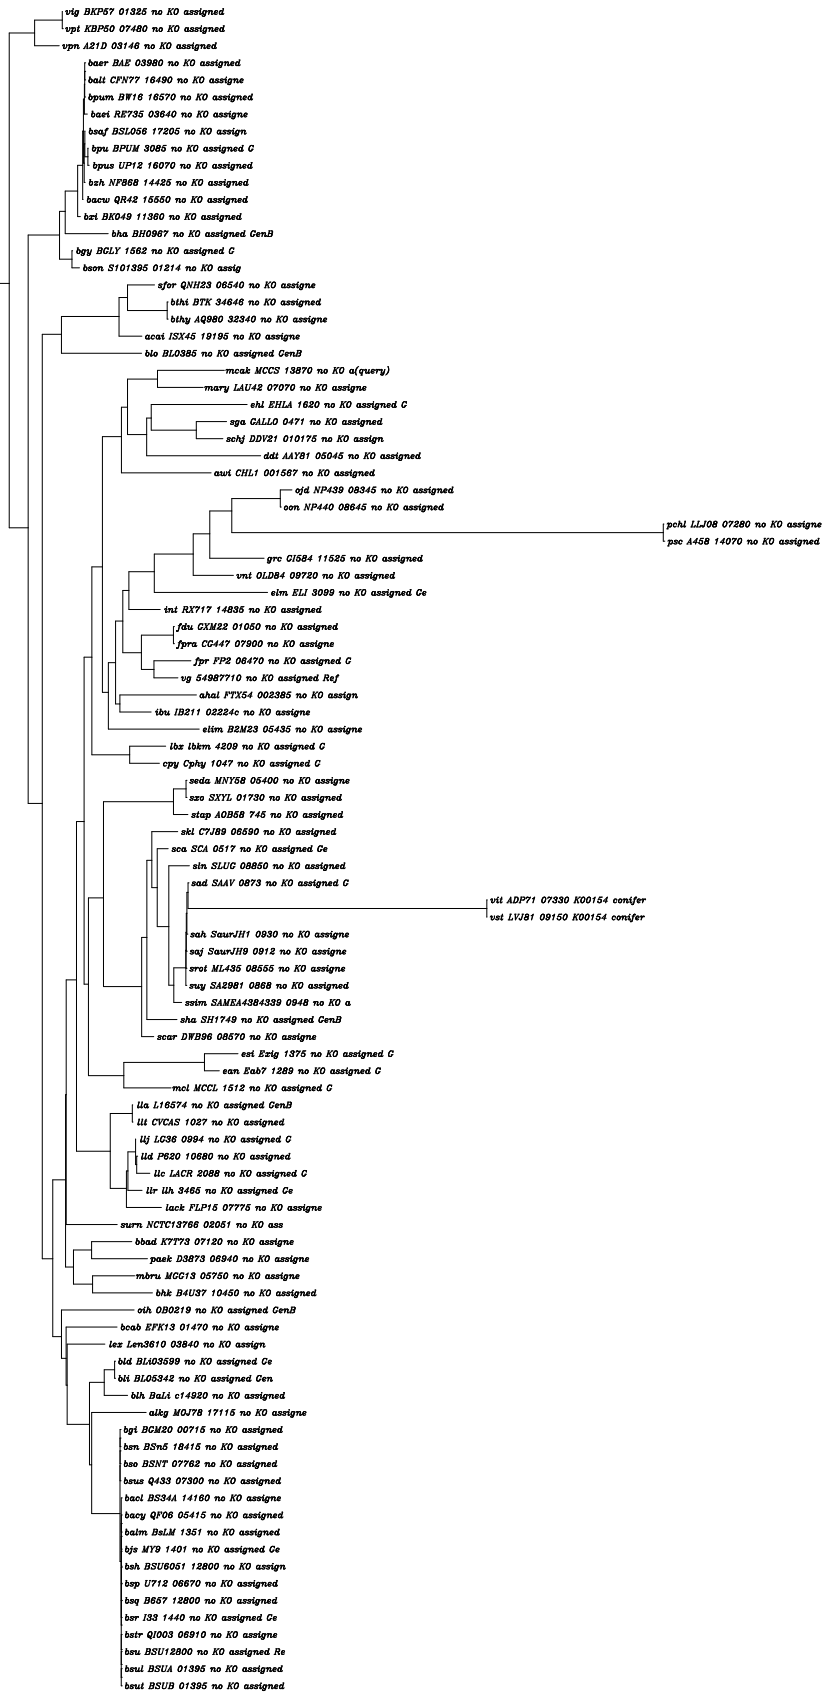 vig BKP57 01325 no KO assigned
vpt KBP50 07480 no KO assigned
vpn A21D 03146 no KO assigned
baer BAE 03980 no KO assigned
balt CFN77 16490 no KO assigne
bpum BW16 16570 no KO assigned
baei RE735 03640 no KO assigne
bsaf BSL056 17205 no KO assign
bpu BPUM 3085 no KO assigned G
bpus UP12 16070 no KO assigned
bzh NF868 14425 no KO assigned
bacw QR42 15550 no KO assigned
bxi BK049 11360 no KO assigned
bha BH0967 no KO assigned GenB
bgy BGLY 1562 no KO assigned G
bson S101395 01214 no KO assig
sfor QNH23 06540 no KO assigne
bthi BTK 34646 no KO assigned
bthy AQ980 32340 no KO assigne
acai ISX45 19195 no KO assigne
blo BL0385 no KO assigned GenB
mcak MCCS 13870 no KO a(query)
mary LAU42 07070 no KO assigne
ehl EHLA 1620 no KO assigned G
sga GALLO 0471 no KO assigned
schj DDV21 010175 no KO assign
ddt AAY81 05045 no KO assigned
awi CHL1 001567 no KO assigned
ojd NP439 08345 no KO assigned
oon NP440 08645 no KO assigned
pchl LLJ08 07280 no KO assigne
psc A458 14070 no KO assigned
grc GI584 11525 no KO assigned
vnt OLD84 09720 no KO assigned
elm ELI 3099 no KO assigned Ge
int RX717 14835 no KO assigned
fdu GXM22 01050 no KO assigned
fpra CG447 07900 no KO assigne
fpr FP2 06470 no KO assigned G
vg 54987710 no KO assigned Ref
ahal FTX54 002385 no KO assign
ibu IB211 02224c no KO assigne
elim B2M23 05435 no KO assigne
lbx lbkm 4209 no KO assigned G
cpy Cphy 1047 no KO assigned G
seda MNY58 05400 no KO assigne
sxo SXYL 01730 no KO assigned
stap AOB58 745 no KO assigned
skl C7J89 06590 no KO assigned
sca SCA 0517 no KO assigned Ge
sln SLUG 08850 no KO assigned
sad SAAV 0873 no KO assigned G
vit ADP71 07330 K00154 conifer
vst LVJ81 09150 K00154 conifer
sah SaurJH1 0930 no KO assigne
saj SaurJH9 0912 no KO assigne
srot ML435 08555 no KO assigne
suy SA2981 0868 no KO assigned
ssim SAMEA4384339 0948 no KO a
sha SH1749 no KO assigned GenB
scar DWB96 08570 no KO assigne
esi Exig 1375 no KO assigned G
ean Eab7 1289 no KO assigned G
mcl MCCL 1512 no KO assigned G
lla L16574 no KO assigned GenB
llt CVCAS 1027 no KO assigned
llj LG36 0994 no KO assigned G
lld P620 10680 no KO assigned
llc LACR 2088 no KO assigned G
llr llh 3465 no KO assigned Ge
lack FLP15 07775 no KO assigne
surn NCTC13766 02051 no KO ass
bbad K7T73 07120 no KO assigne
paek D3873 06940 no KO assigne
mbru MGG13 05750 no KO assigne
bhk B4U37 10450 no KO assigned
oih OB0219 no KO assigned GenB
bcab EFK13 01470 no KO assigne
lex Len3610 03840 no KO assign
bld BLi03599 no KO assigned Ge
bli BL05342 no KO assigned Gen
blh BaLi c14920 no KO assigned
alkg MOJ78 17115 no KO assigne
bgi BGM20 00715 no KO assigned
bsn BSn5 18415 no KO assigned
bso BSNT 07762 no KO assigned
bsus Q433 07300 no KO assigned
bacl BS34A 14160 no KO assigne
bacy QF06 05415 no KO assigned
balm BsLM 1351 no KO assigned
bjs MY9 1401 no KO assigned Ge
bsh BSU6051 12800 no KO assign
bsp U712 06670 no KO assigned
bsq B657 12800 no KO assigned
bsr I33 1440 no KO assigned Ge
bstr QI003 06910 no KO assigne
bsu BSU12800 no KO assigned Re
bsul BSUA 01395 no KO assigned
bsut BSUB 01395 no KO assigned